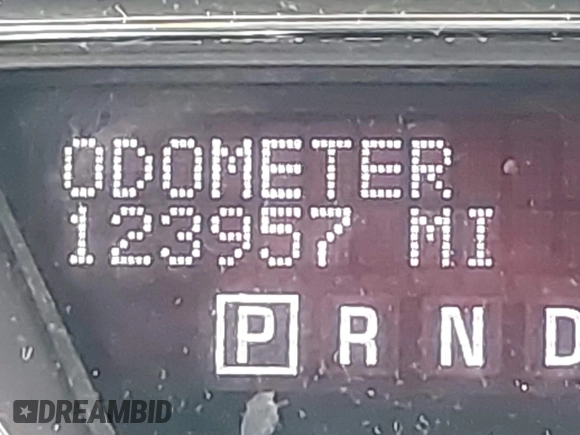 ODOMETER
123957 MI
P R N D
DREAMBID